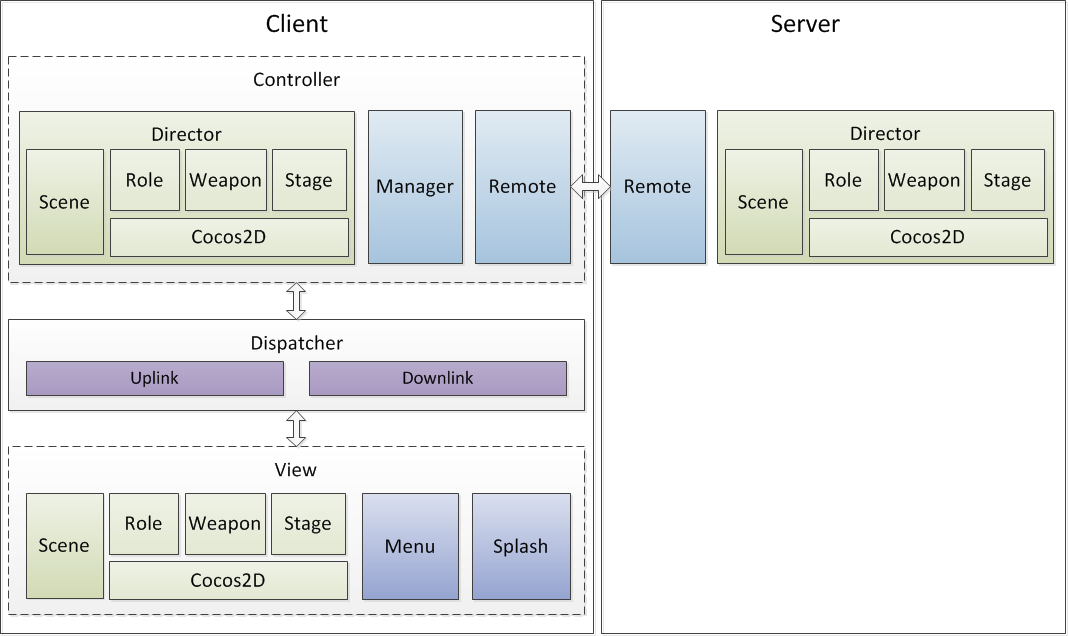 Client
Controller
Director
Scene
Role
Weapon
Stage
Cocos2D
Manager
Remote
Dispatcher
Uplink
Downlink
View
Scene
Role
Weapon
Stage
Cocos2D
Menu
Splash
Server
Remote
Director
Scene
Role
Weapon
Stage
Cocos2D